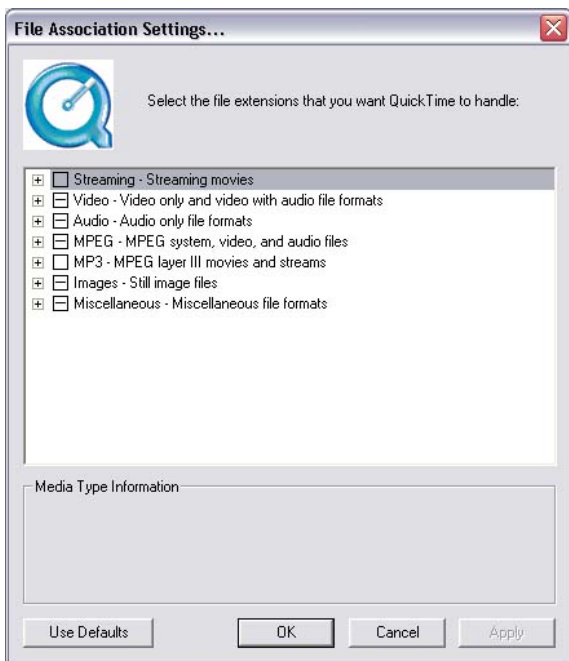 File Association Settings...
Select the file extensions that you want QuickTime to handle:
Streaming - Streaming movies
Video - Video only and video with audio file formats
Audio - Audio only file formats
MPEG - MPEG system, video, and audio files
MP3 - MPEG layer III movies and streams
Images - Still image files
Miscellaneous - Miscellaneous file formats
Media Type Information
Use Defaults OK Cancel Apply